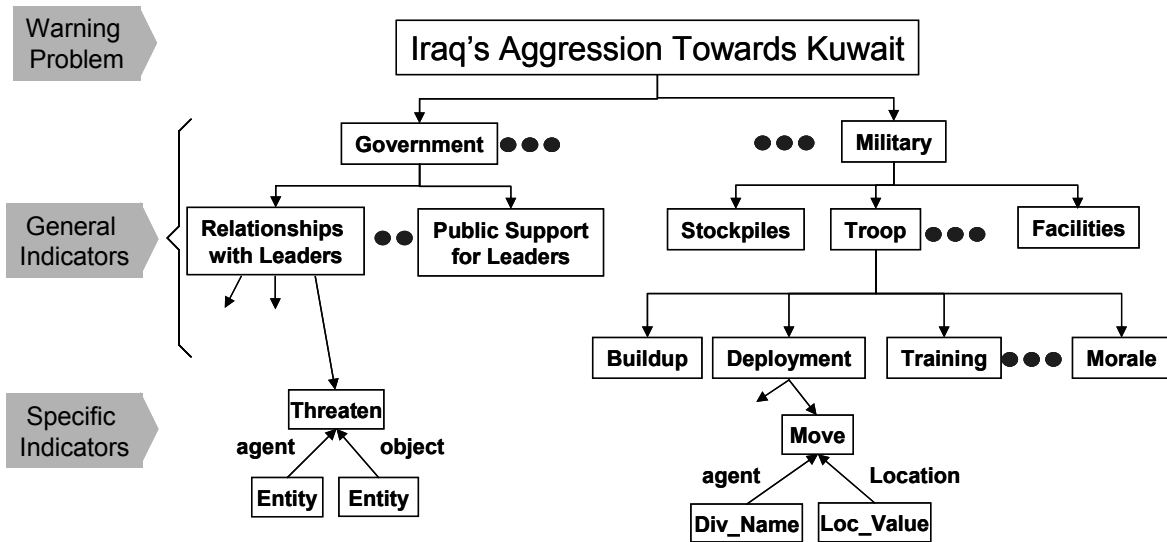 Warning
Problem
Iraq's Aggression Towards Kuwait
Government
Military
General
Indicators
Relationships
with Leaders
Public Support
for Leaders
Stockpiles
Troop
Facilities
Buildup
Deployment
Training
Morale
Specific
Indicators
Threaten
agent
object
Entity
Entity
Move
agent
Location
Div_Name
Loc_Value